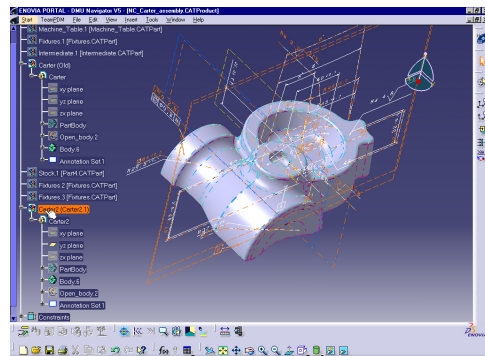 ENOVIA PORTAL - DMU Navigator V5 - [NC_Carter_assembly.CATProduct]
Start TeamPDM File Edit View Insert Tools Window Help
Machine_Table.1 [Machine_Table.CATPart]
Fixtures.1 [Fixtures.CATPart]
Intermediate.1 [Intermediate.CATPart]
Carter (Old)
Carter
xy plane
yz plane
zx plane
PartBody
Open_body.2
Body.6
Annotation Set.1
Stock.1 [Part4.CATPart]
Fixtures.2 [Fixtures.CATPart]
Fixtures.3 [Fixtures.CATPart]
Carter2 (Carter2.1)
Carter2
xy plane
yz plane
zx plane
PartBody
Body.6
Open_body.2
Annotation Set.1
Constraints
ENOVIA